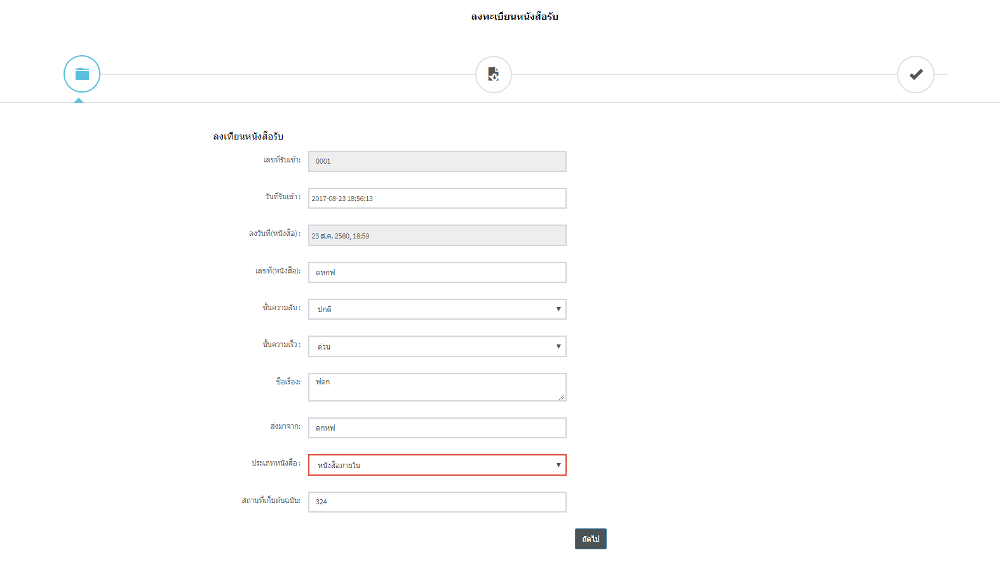 ลงทะเบียนหนังสือรับ
ลงเทียนหนังสือรับ
เลขที่รับเข้า: 0001
วันที่รับเข้า : 2017-08-23 18:56:13
ลงวันที่(หนังสือ) : 23 ส.ค. 2560, 18:59
เลขที่(หนังสือ): ดหกฟ
ชั้นความลับ : ปกติ
ชั้นความเร็ว : ด่วน
ชื่อเรื่อง: ฟดก
ส่งมาจาก: ดกหฟ
ประเภทหนังสือ : หนังสือภายใน
สถานที่เก็บต้นฉบับ: 324
ถัดไป